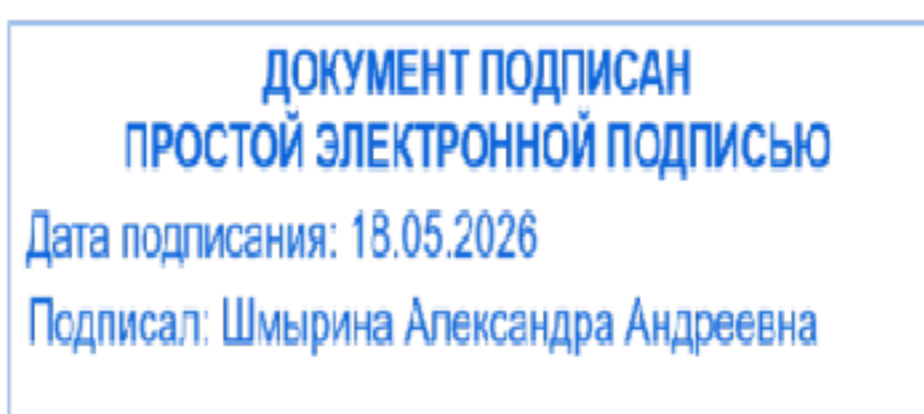 ДОКУМЕНТ ПОДПИСАН
ПРОСТОЙ ЭЛЕКТРОННОЙ ПОДПИСЬЮ
Дата подписания: 18.05.2026
Подписал: Шмырина Александра Андреевна